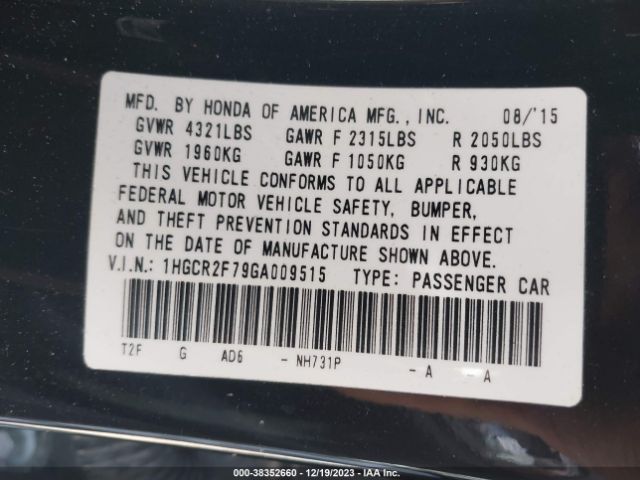 MFD. BY HONDA OF AMERICA MFG., INC. 08/'15
GVWR 4321LBS GAWR F 2315LBS R 2050LBS
GVWR 1960KG GAWR F 1050KG R 930KG
THIS VEHICLE CONFORMS TO ALL APPLICABLE
FEDERAL MOTOR VEHICLE SAFETY, BUMPER,
AND THEFT PREVENTION STANDARDS IN EFFECT
ON THE DATE OF MANUFACTURE SHOWN ABOVE.
V.I.N.: 1HGCR2F79GA009515 TYPE: PASSENGER CAR
T2F G AD6 - NH731P - A - A
000-38352660 - 12/19/2023 - IAA Inc.